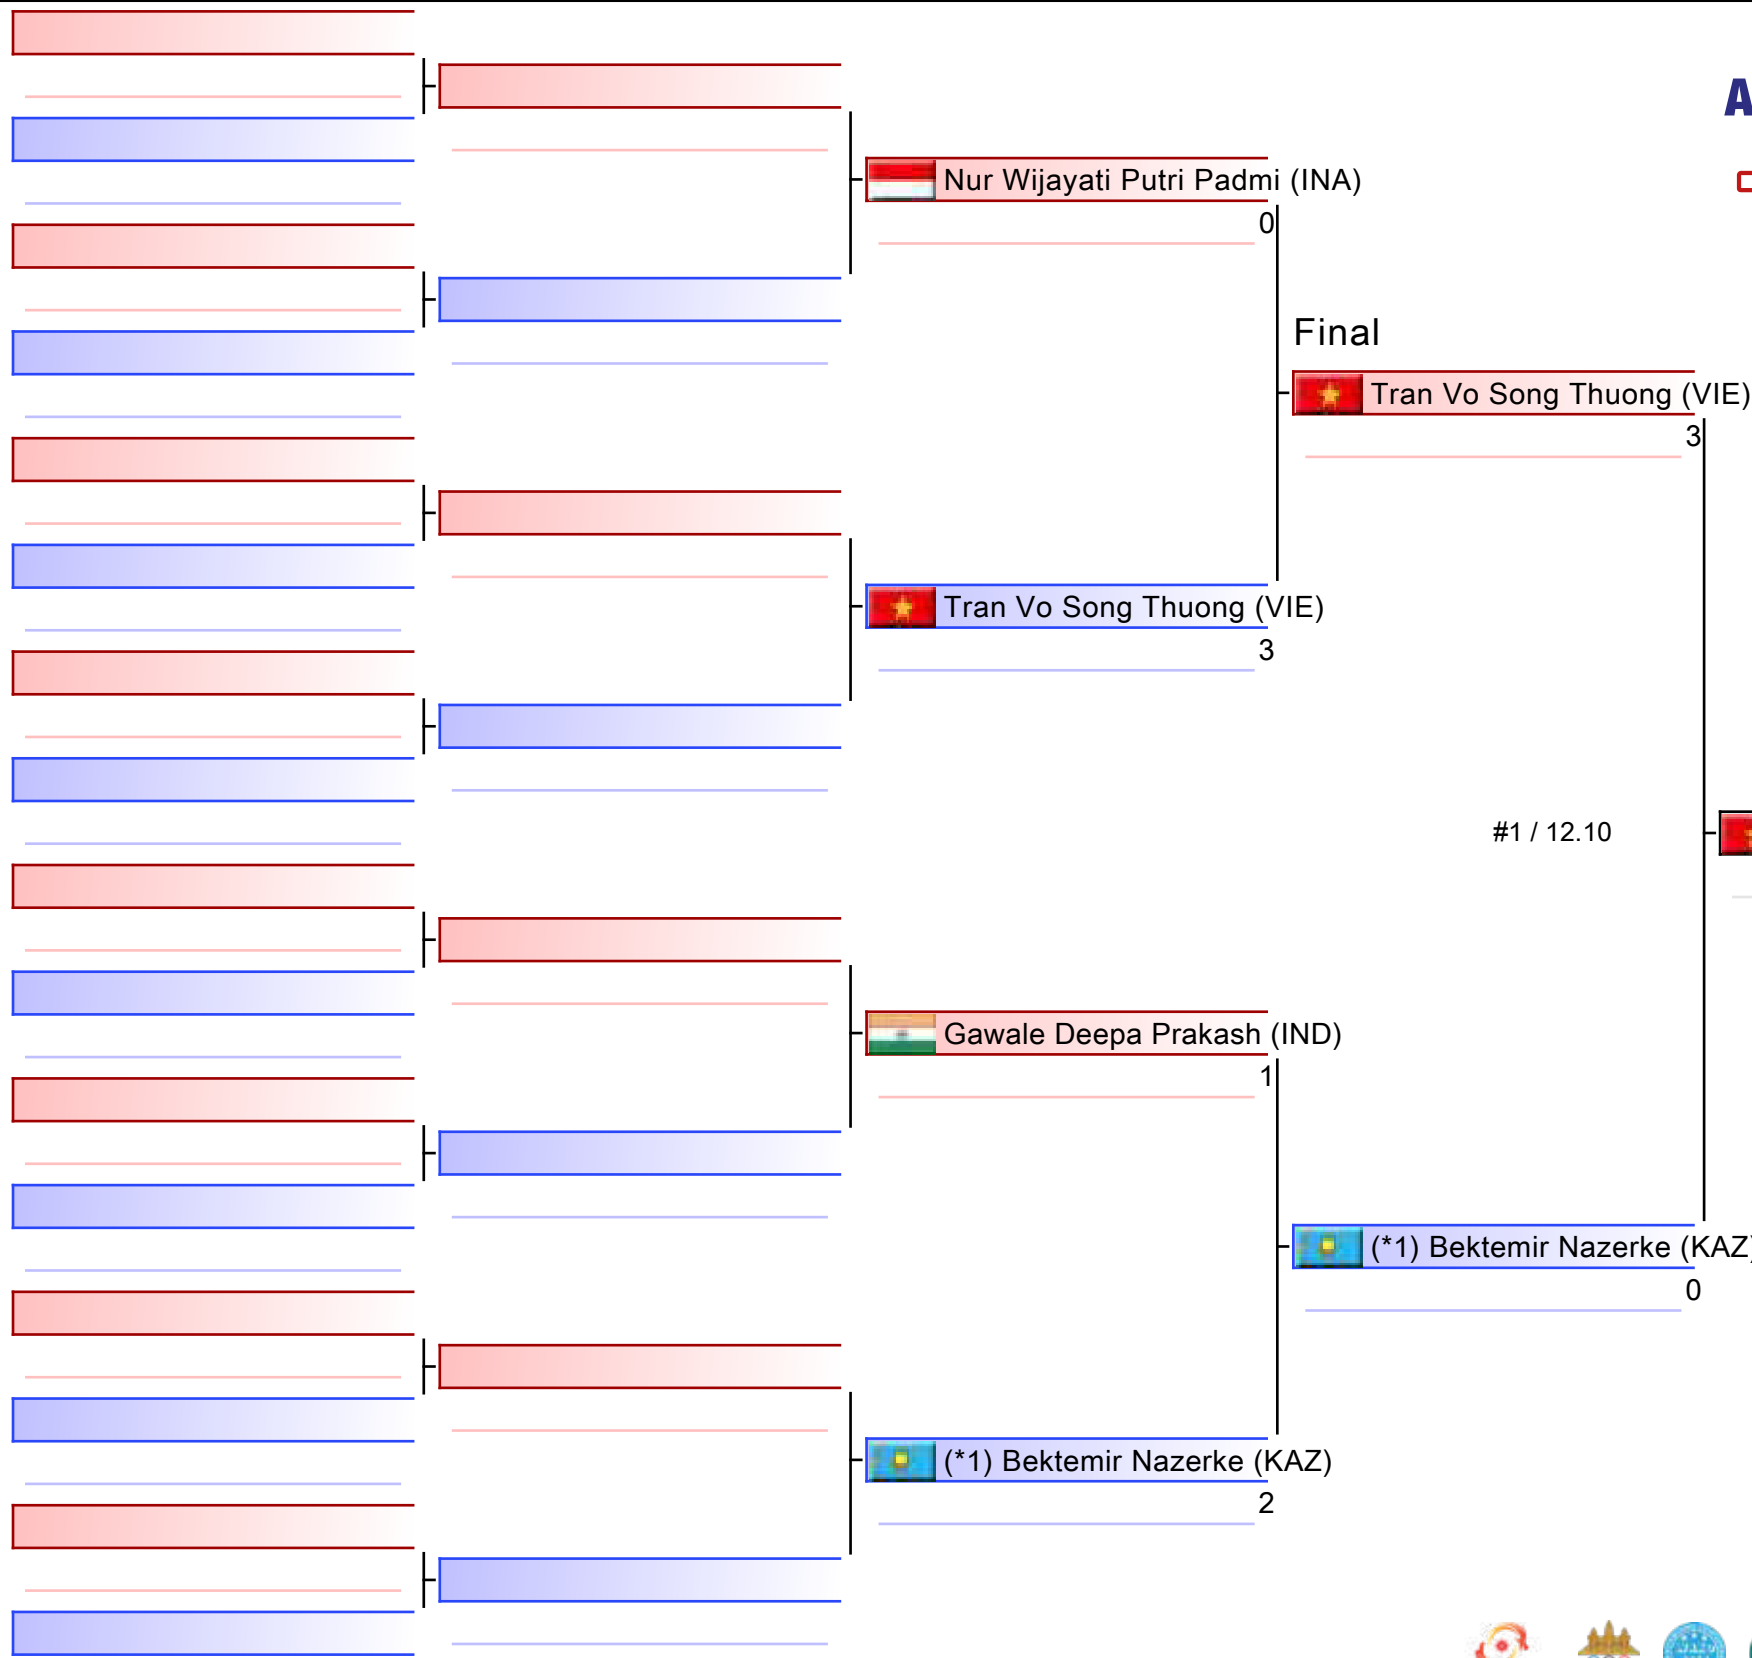 A
Nur Wijayati Putri Padmi (INA)
0
Final
Tran Vo Song Thuong (VIE)
3
Tran Vo Song Thuong (VIE)
3
#1 / 12.10
Gawale Deepa Prakash (IND)
1
(*1) Bektemir Nazerke (KAZ)
0
(*1) Bektemir Nazerke (KAZ)
2